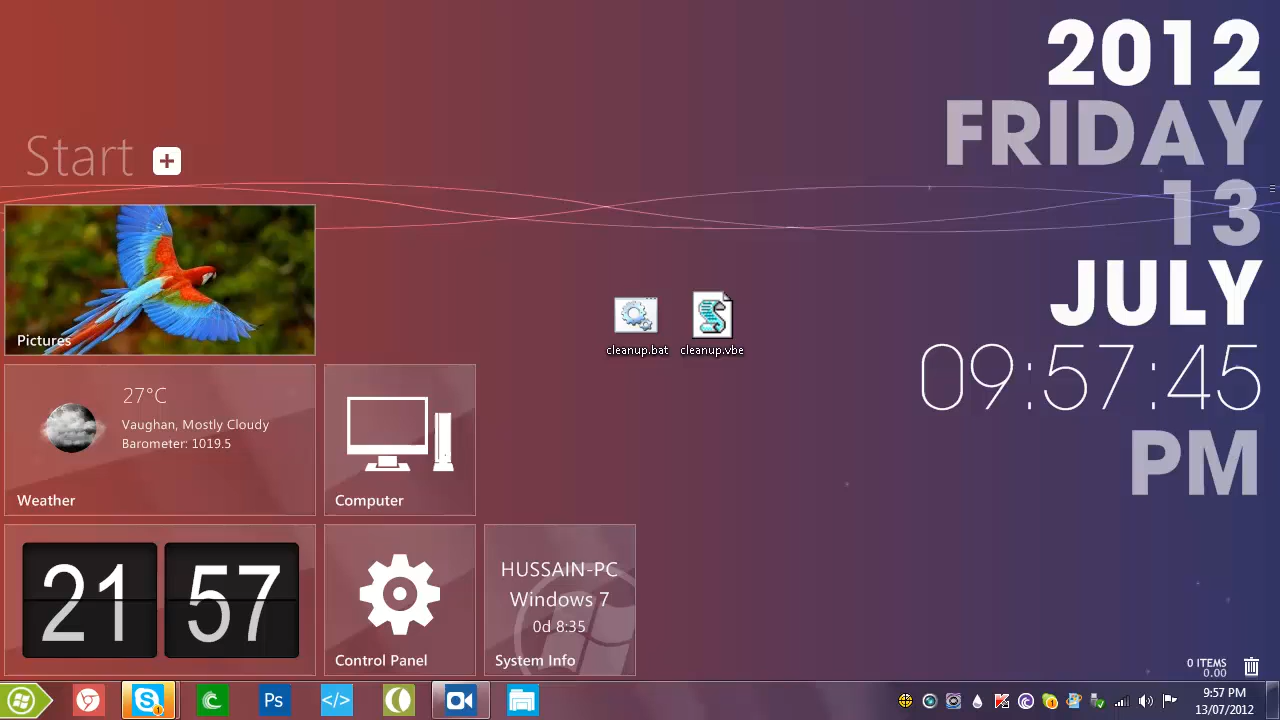 2012
FRIDAY
13
JULY
09:57:45
PM
Start
Pictures
27°C
Vaughan, Mostly Cloudy
Barometer: 1019.5
Weather
Computer
21 57
Control Panel
HUSSAIN-PC
Windows 7
0d 8:35
System Info
cleanup.bat
cleanup.vbe
0 ITEMS
0.00
Ps
</>
9:57 PM
13/07/2012